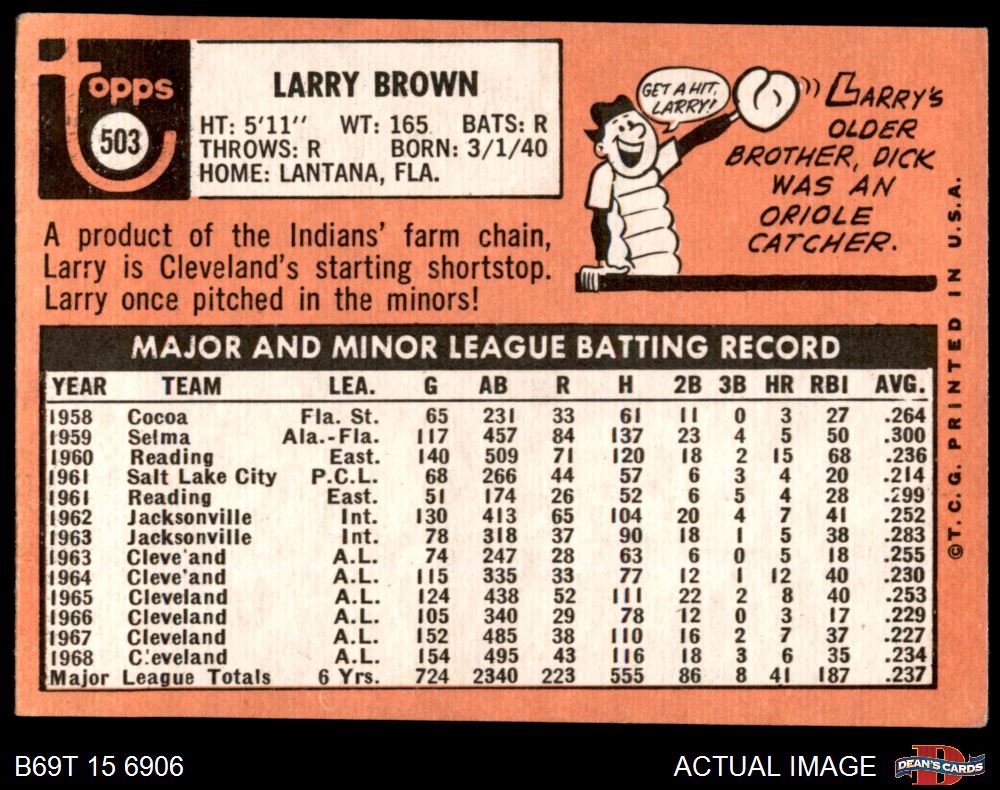 topps
503
LARRY BROWN
HT: 5'11" WT: 165 BATS: R
THROWS: R BORN: 3/1/40
HOME: LANTANA, FLA.
A product of the Indians' farm chain,
Larry is Cleveland's starting shortstop.
Larry once pitched in the minors!
GET A HIT,
LARRY!
LARRY'S
OLDER
BROTHER, DICK
WAS AN
ORIOLE
CATCHER.
MAJOR AND MINOR LEAGUE BATTING RECORD
YEAR TEAM LEA. G AB R H 2B 3B HR RBI AVG.
1958 Cocoa Fla. St. 65 231 33 61 11 0 3 27 .264
1959 Selma Ala.-Fla. 117 457 84 137 23 4 5 50 .300
1960 Reading East. 140 509 71 120 18 2 15 68 .236
1961 Salt Lake City P.C.L. 68 266 44 57 6 3 4 20 .214
1961 Reading East. 51 174 26 52 6 5 4 28 .299
1962 Jacksonville Int. 130 413 65 104 20 4 7 41 .252
1963 Jacksonville Int. 78 318 37 90 18 1 5 38 .283
1963 Cleve'and A.L. 74 247 28 63 6 0 5 18 .255
1964 Cleve'and A.L. 115 335 33 77 12 1 12 40 .230
1965 Cleveland A.L. 124 438 52 111 22 2 8 40 .253
1966 Cleveland A.L. 105 340 29 78 12 0 3 17 .229
1967 Cleveland A.L. 152 485 38 110 16 2 7 37 .227
1968 C.'eveland A.L. 154 495 43 116 18 3 6 35 .234
Major League Totals 6 Yrs. 724 2340 223 555 86 8 41 187 .237
©T.C.G. PRINTED IN U.S.A.
B69T 15 6906
ACTUAL IMAGE
DEAN'S CARDS